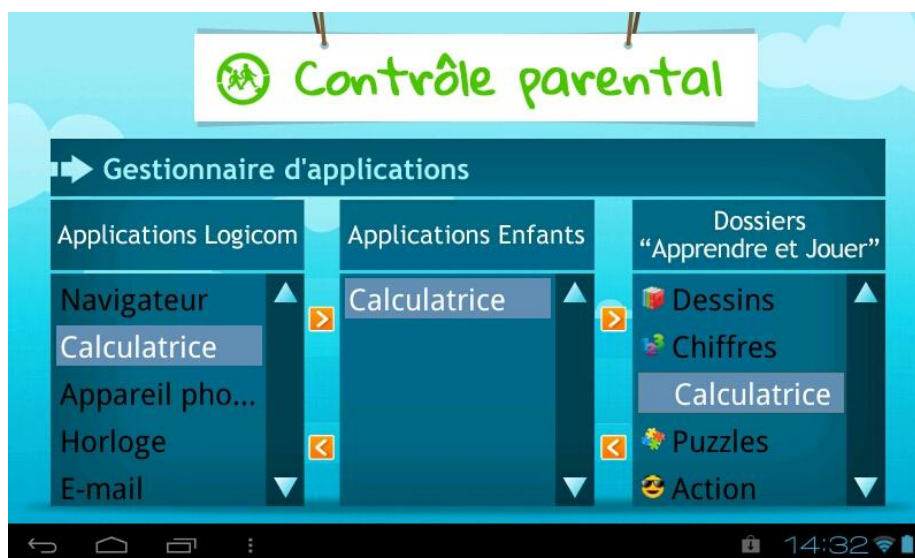 Contrôle parental
Gestionnaire d'applications
Applications Logicom
Navigateur
Calculatrice
Appareil pho...
Horloge
E-mail
Applications Enfants
Calculatrice
Dossiers
“Apprendre et Jouer”
Dessins
Chiffres
Calculatrice
Puzzles
Action
14:32